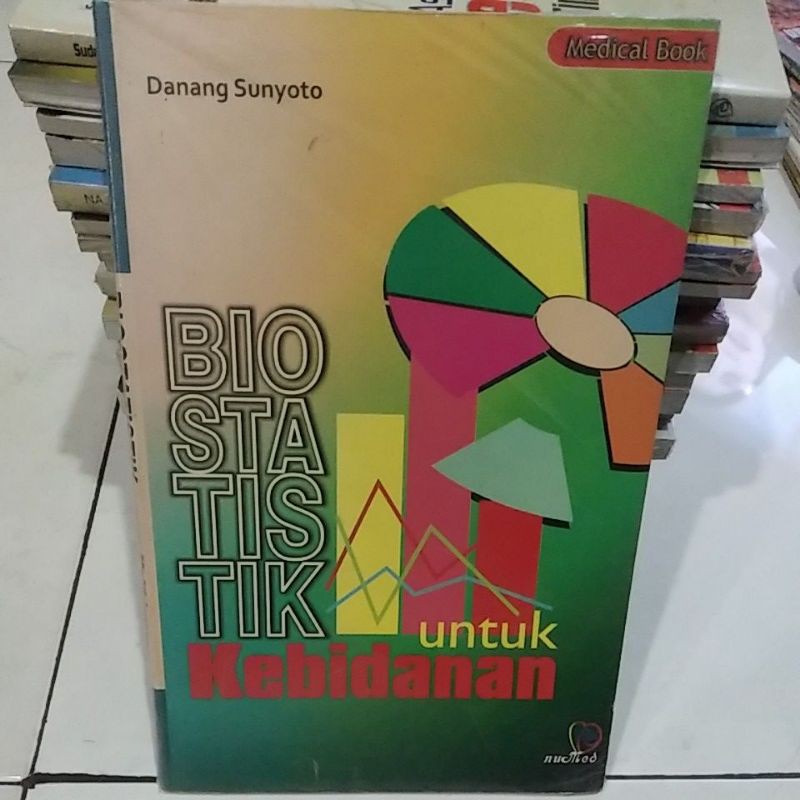 Medical Book
Danang Sunyoto
BIO
STA
TIS
TIK
untuk
Kebidanan
nuMed